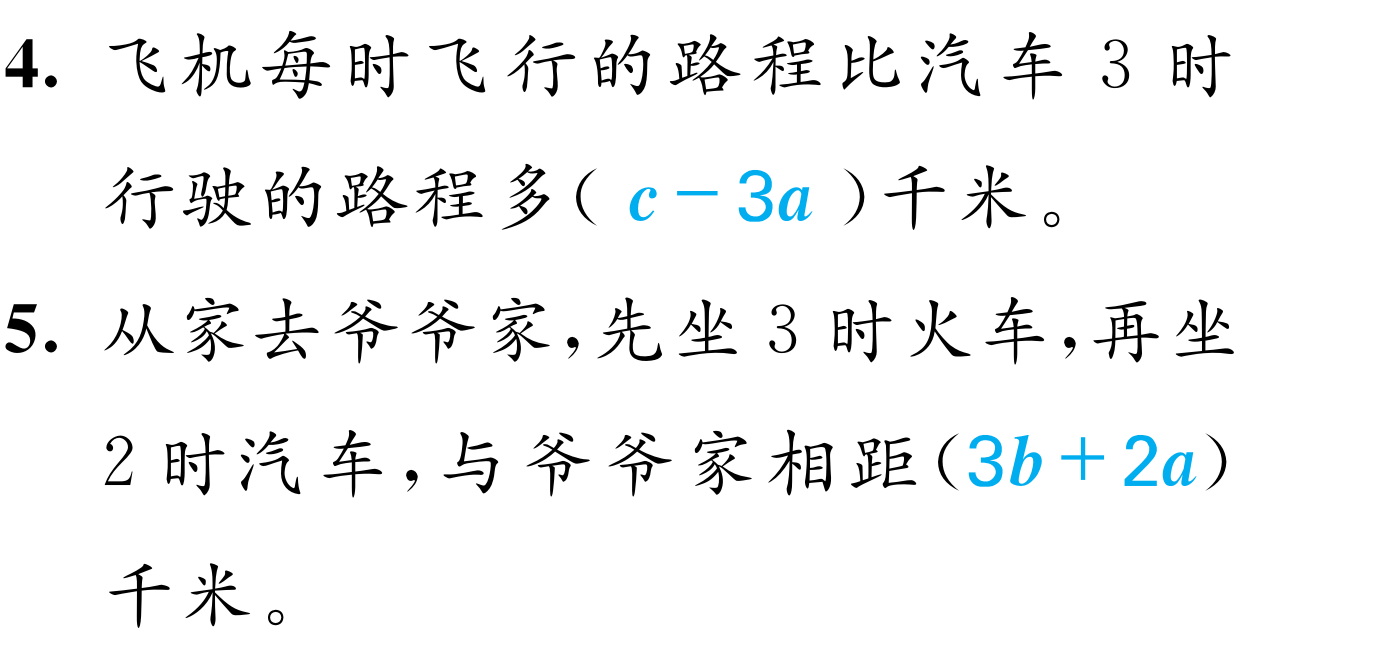 4. 飞机每时飞行的路程比汽车 3 时
行驶的路程多( c－3a )千米。
5. 从家去爷爷家,先坐 3 时火车,再坐
2 时汽车,与爷爷家相距(3b＋2a)
千米。